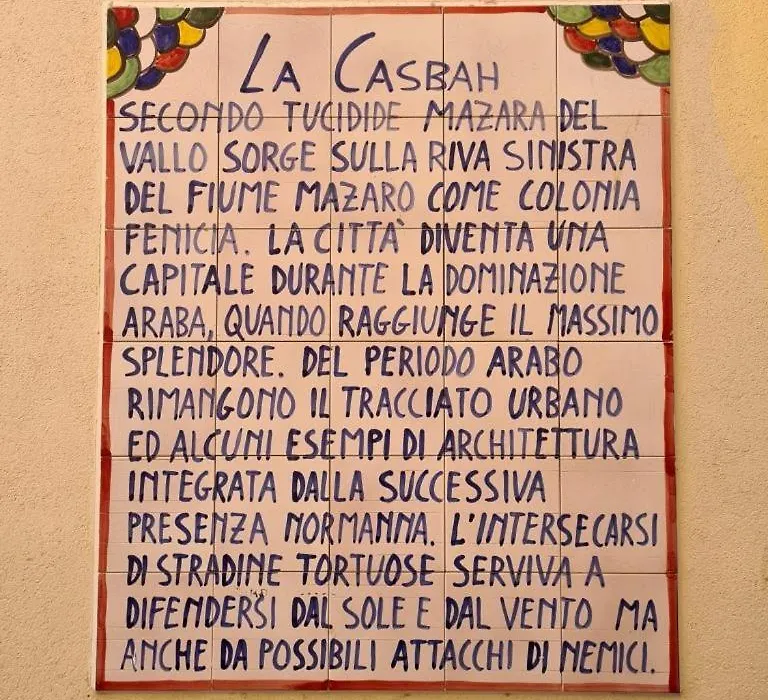 LA CASBAH
SECONDO TUCIDIDE MAZARA DEL
VALLO SORGE SULLA RIVA SINISTRA
DEL FIUME MAZARO COME COLONIA
FENICIA. LA CITTÀ DIVENTA UNA
CAPITALE DURANTE LA DOMINAZIONE
ARABA, QUANDO RAGGIUNGE IL MASSIMO
SPLENDORE. DEL PERIODO ARABO
RIMANGONO IL TRACCIATO URBANO
ED ALCUNI ESEMPI DI ARCHITETTURA
INTEGRATA DALLA SUCCESSIVA
PRESENZA NORMANNA. L'INTERSECARSI
DI STRADINE TORTUOSE SERVIVA A
DIFENDERSI DAL SOLE E DAL VENTO MA
ANCHE DA POSSIBILI ATTACCHI DI NEMICI.